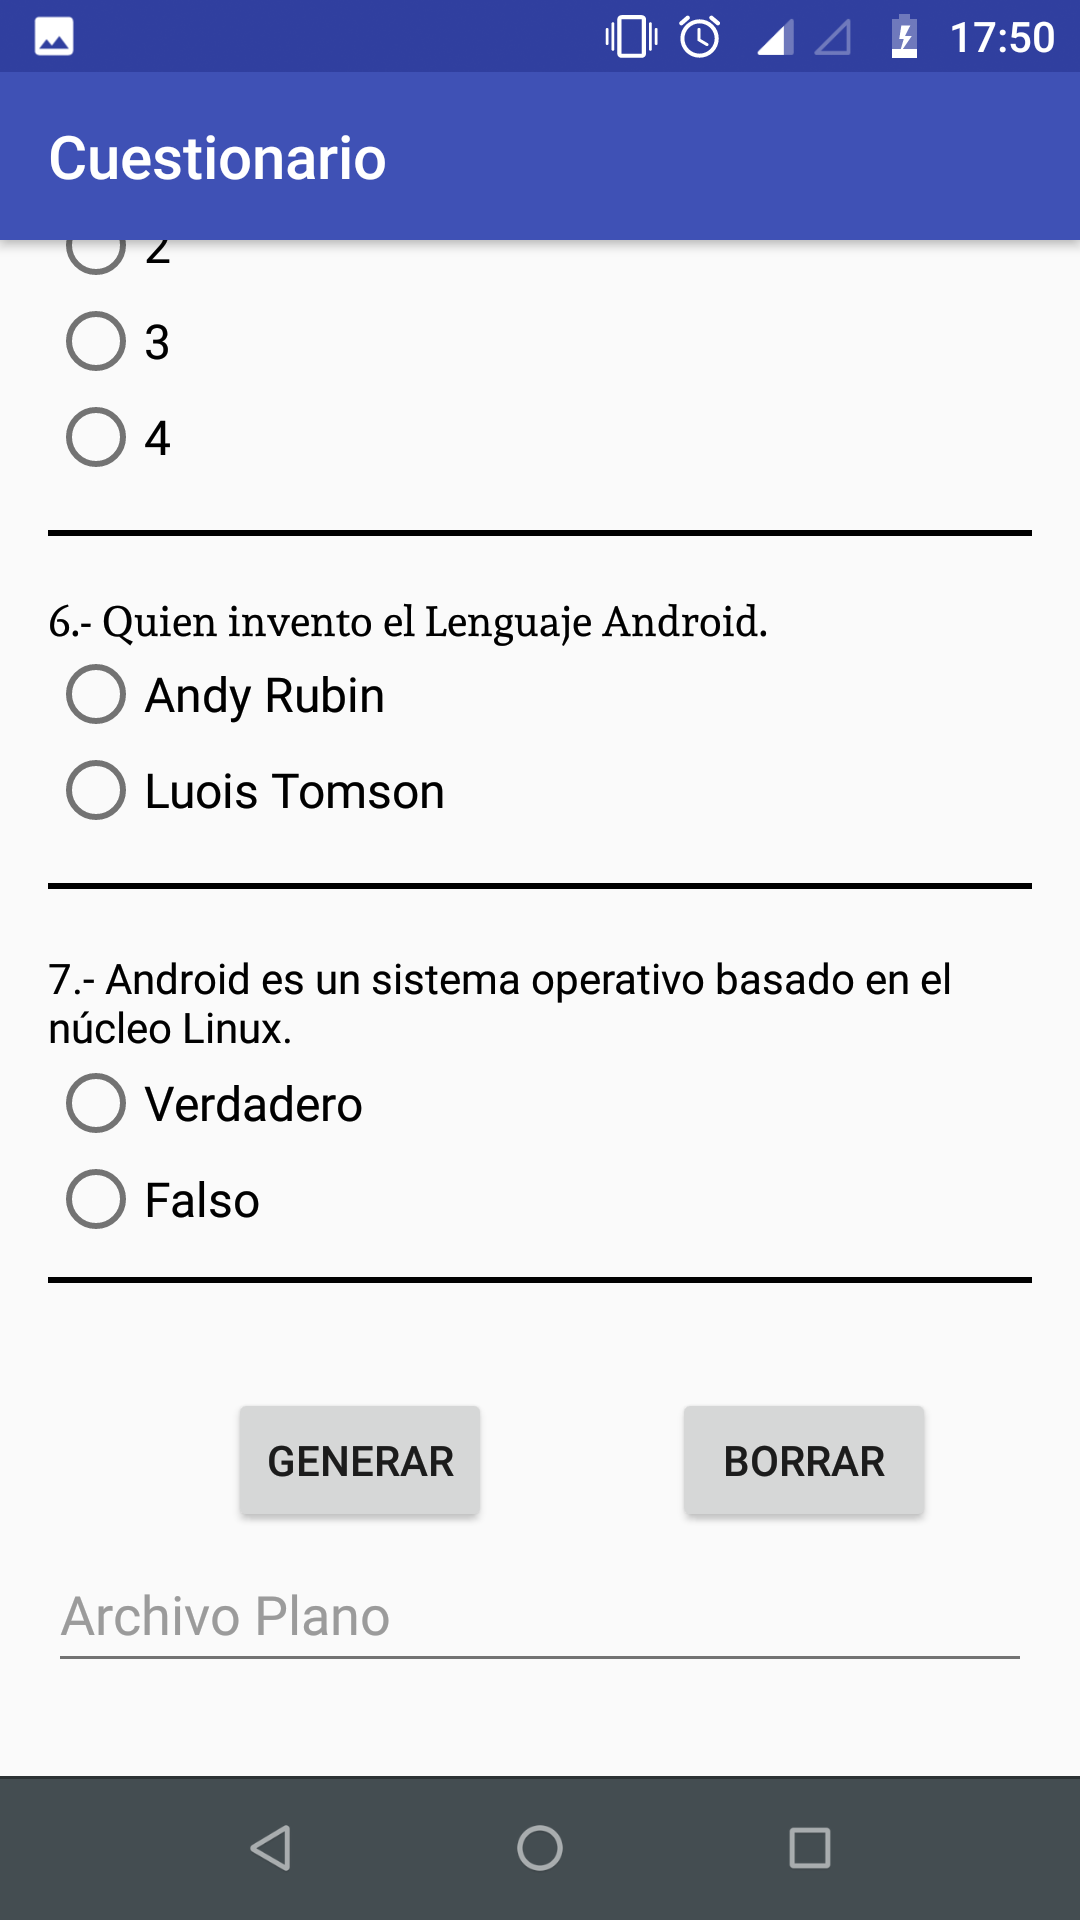 17:50
Cuestionario
2
3
4
6.- Quien invento el Lenguaje Android.
Andy Rubin
Luois Tomson
7.- Android es un sistema operativo basado en el
núcleo Linux.
Verdadero
Falso
GENERAR BORRAR
Archivo Plano